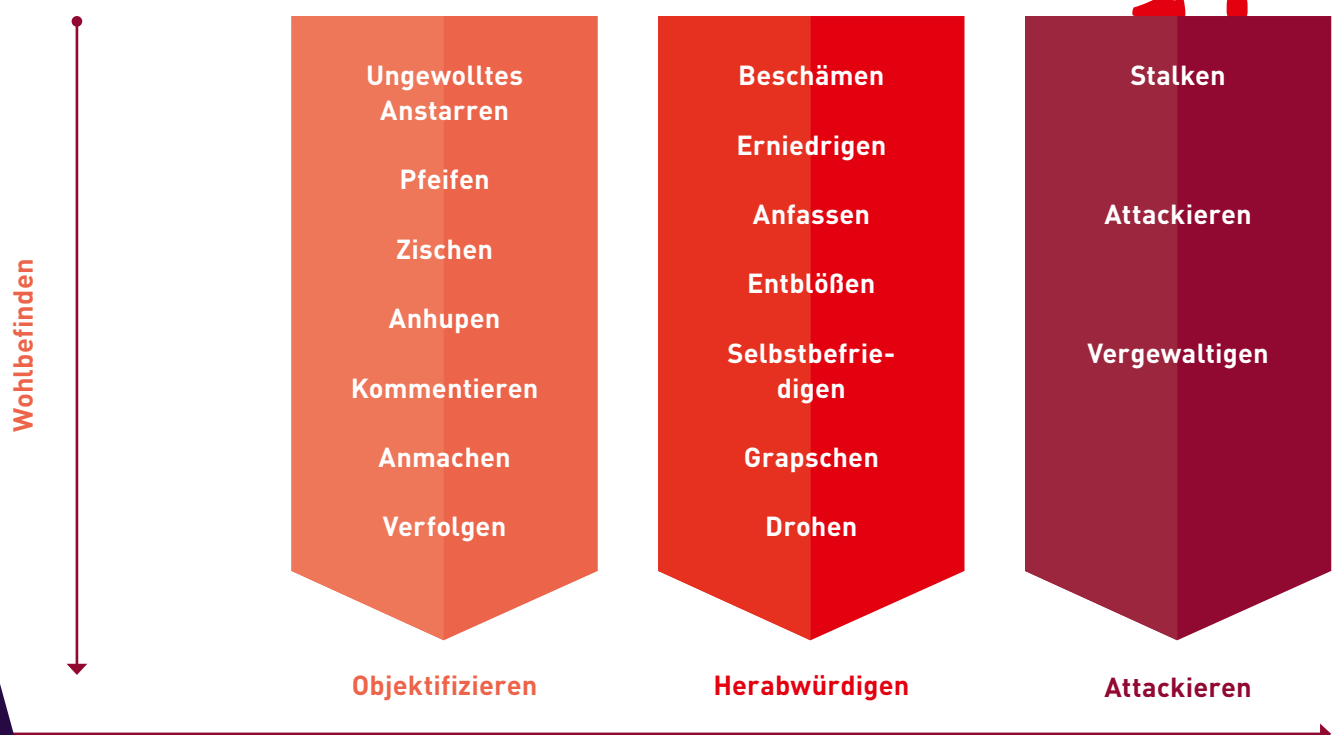 Wohlbefinden
Ungewolltes
Anstarren
Pfeifen
Zischen
Anhupen
Kommentieren
Anmachen
Verfolgen
Objektifizieren
Beschämen
Erniedrigen
Anfassen
Entblößen
Selbstbefrie-
digen
Grapschen
Drohen
Herabwürdigen
Stalken
Attackieren
Vergewaltigen
Attackieren